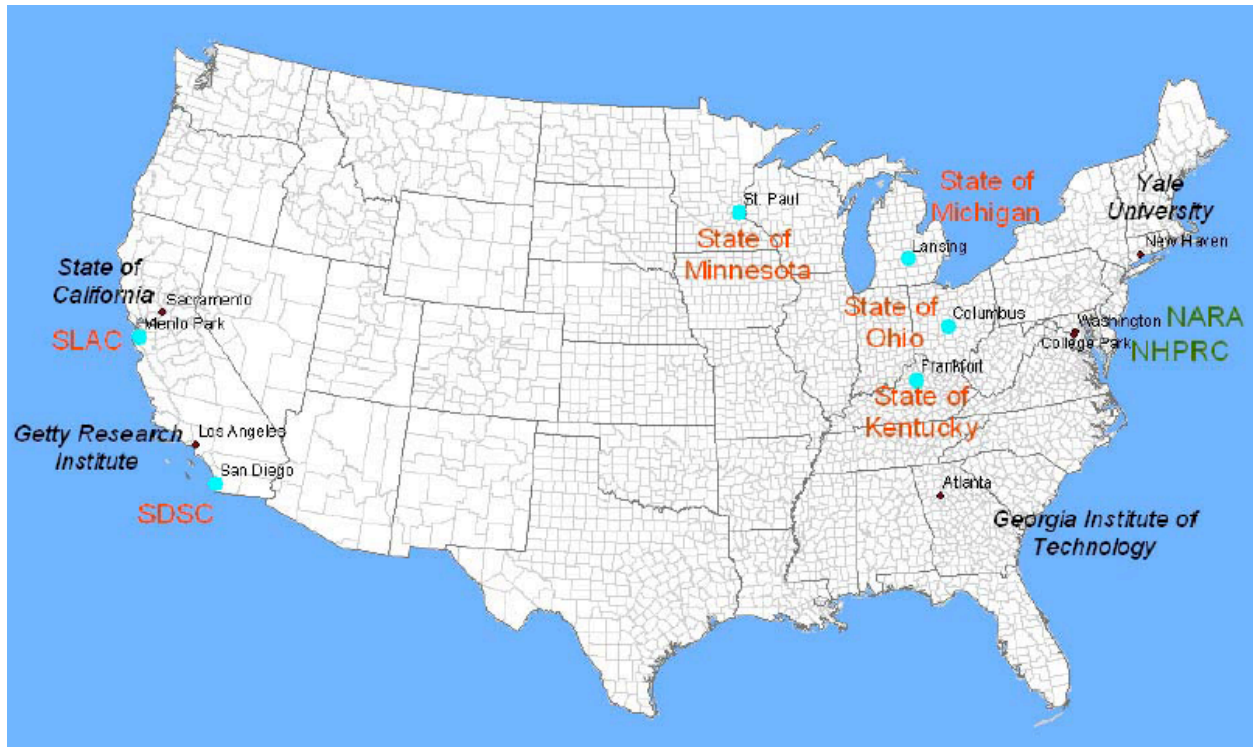 State of
Michigan
Yale
University
St. Paul
State of
Minnesota
Lansing
New Haven
State of
California
Sacramento
Menlo Park
SLAC
State of
Ohio
Columbus
Washington
NARA
College Park
NHPRC
Frankfort
State of
Kentucky
Getty Research
Institute
Los Angeles
San Diego
SDSC
Atlanta
Georgia Institute of
Technology